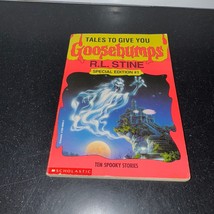 TALES TO GIVE YOU
Goosebumps
R.L. STINE
SPECIAL EDITION #1
TEN SPOOKY STORIES
SCHOLASTIC